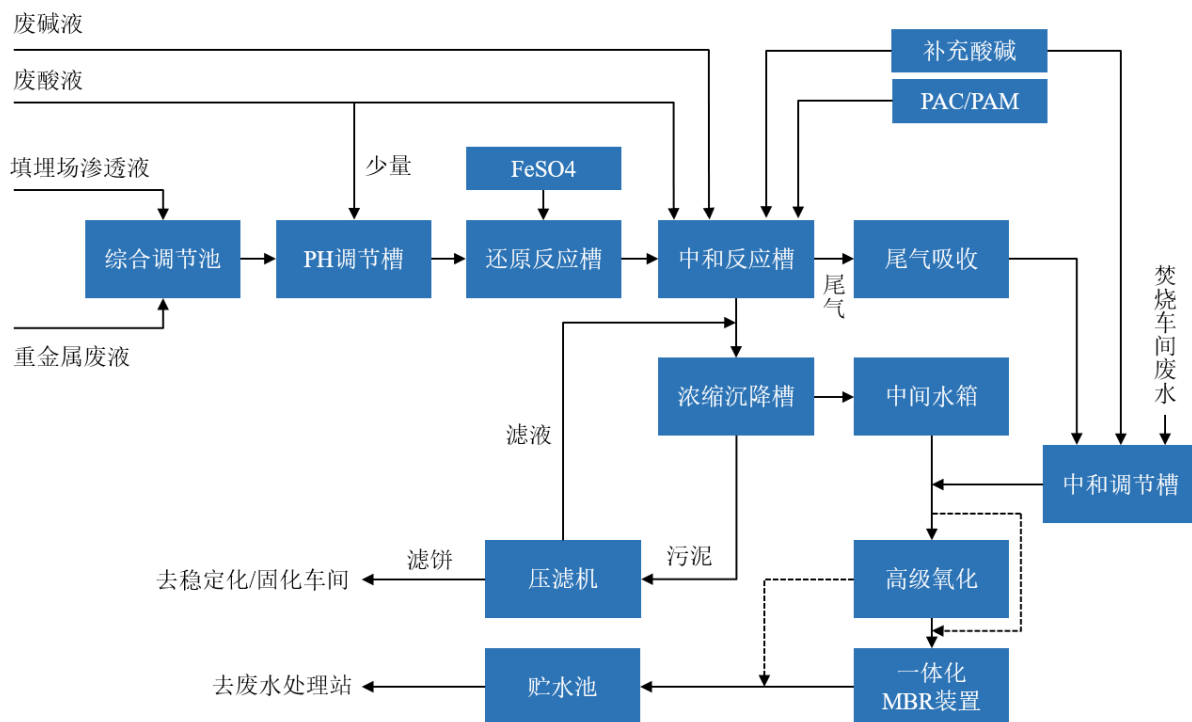 废碱液
补充酸碱
废酸液
PAC/PAM
填埋场渗透液
少量
FeSO4
综合调节池
PH调节槽
还原反应槽
中和反应槽
尾气
尾气吸收
焚烧车间废水
重金属废液
浓缩沉降槽
中间水箱
滤液
中和调节槽
滤饼
污泥
去稳定化/固化车间
压滤机
高级氧化
去废水处理站
贮水池
一体化
MBR装置